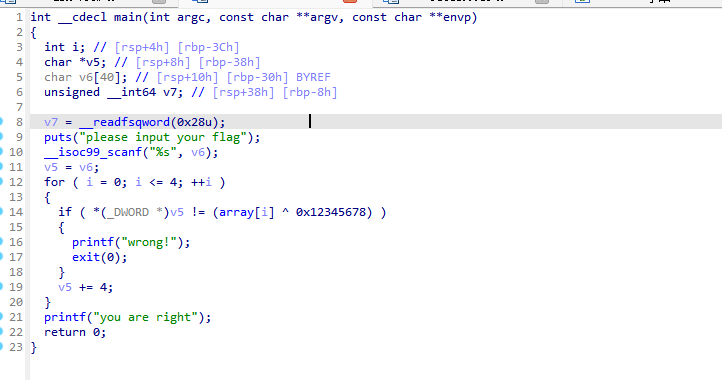 1 int __cdecl main(int argc, const char **argv, const char **envp)
2 {
3 int i; // [rsp+4h] [rbp-3Ch]
4 char *v5; // [rsp+8h] [rbp-38h]
5 char v6[40]; // [rsp+10h] [rbp-30h] BYREF
6 unsigned __int64 v7; // [rsp+38h] [rbp-8h]
7
8 v7 = __readfsqword(0x28u);
9 puts("please input your flag");
10 __isoc99_scanf("%s", v6);
11 v5 = v6;
12 for ( i = 0; i <= 4; ++i )
13 {
14 if ( *(_DWORD *)v5 != (array[i] ^ 0x12345678) )
15 {
16 printf("wrong!");
17 exit(0);
18 }
19 v5 += 4;
20 }
21 printf("you are right");
22 return 0;
23 }